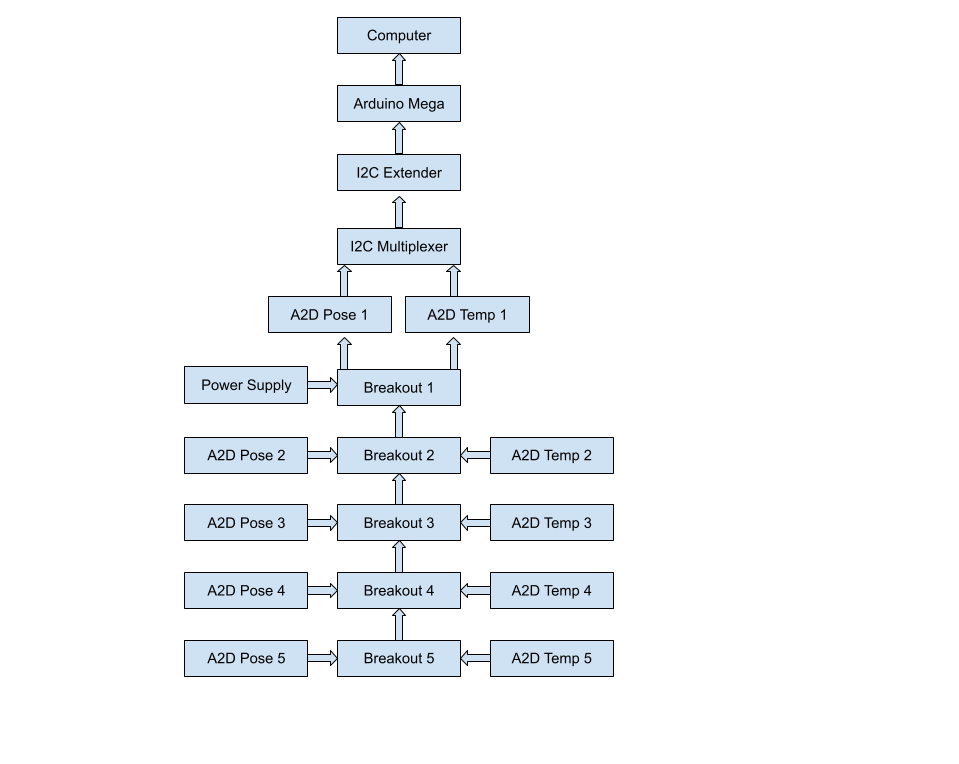 Computer
Arduino Mega
I2C Extender
I2C Multiplexer
A2D Pose 1
A2D Temp 1
Power Supply
Breakout 1
A2D Pose 2
Breakout 2
A2D Temp 2
A2D Pose 3
Breakout 3
A2D Temp 3
A2D Pose 4
Breakout 4
A2D Temp 4
A2D Pose 5
Breakout 5
A2D Temp 5